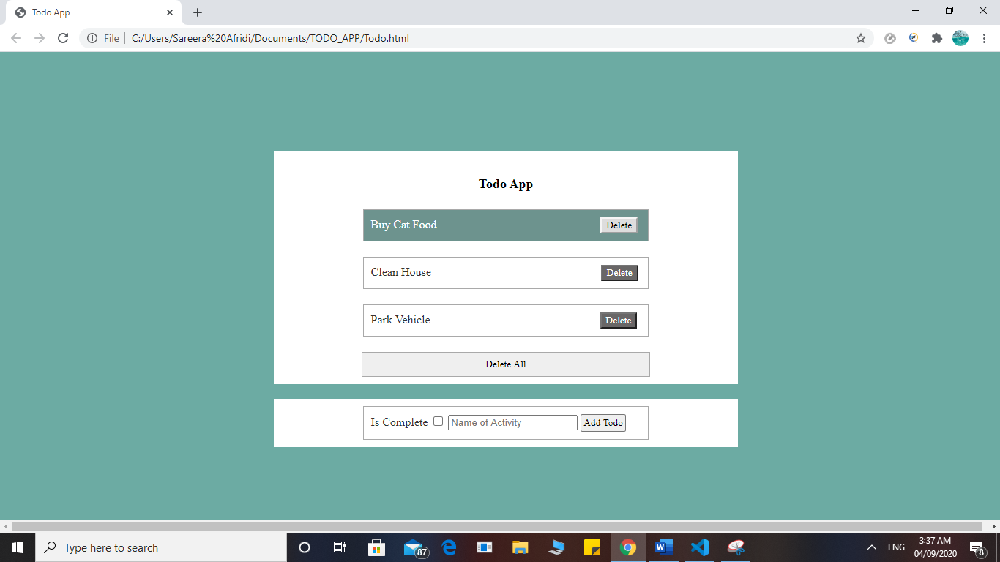 Todo App
File C:/Users/Sareera%20Afridi/Documents/TODO_APP/Todo.html
Todo App
Buy Cat Food Delete
Clean House Delete
Park Vehicle Delete
Delete All
Is Complete Name of Activity Add Todo
Type here to search 87 ENG 3:37 AM 8
04/09/2020